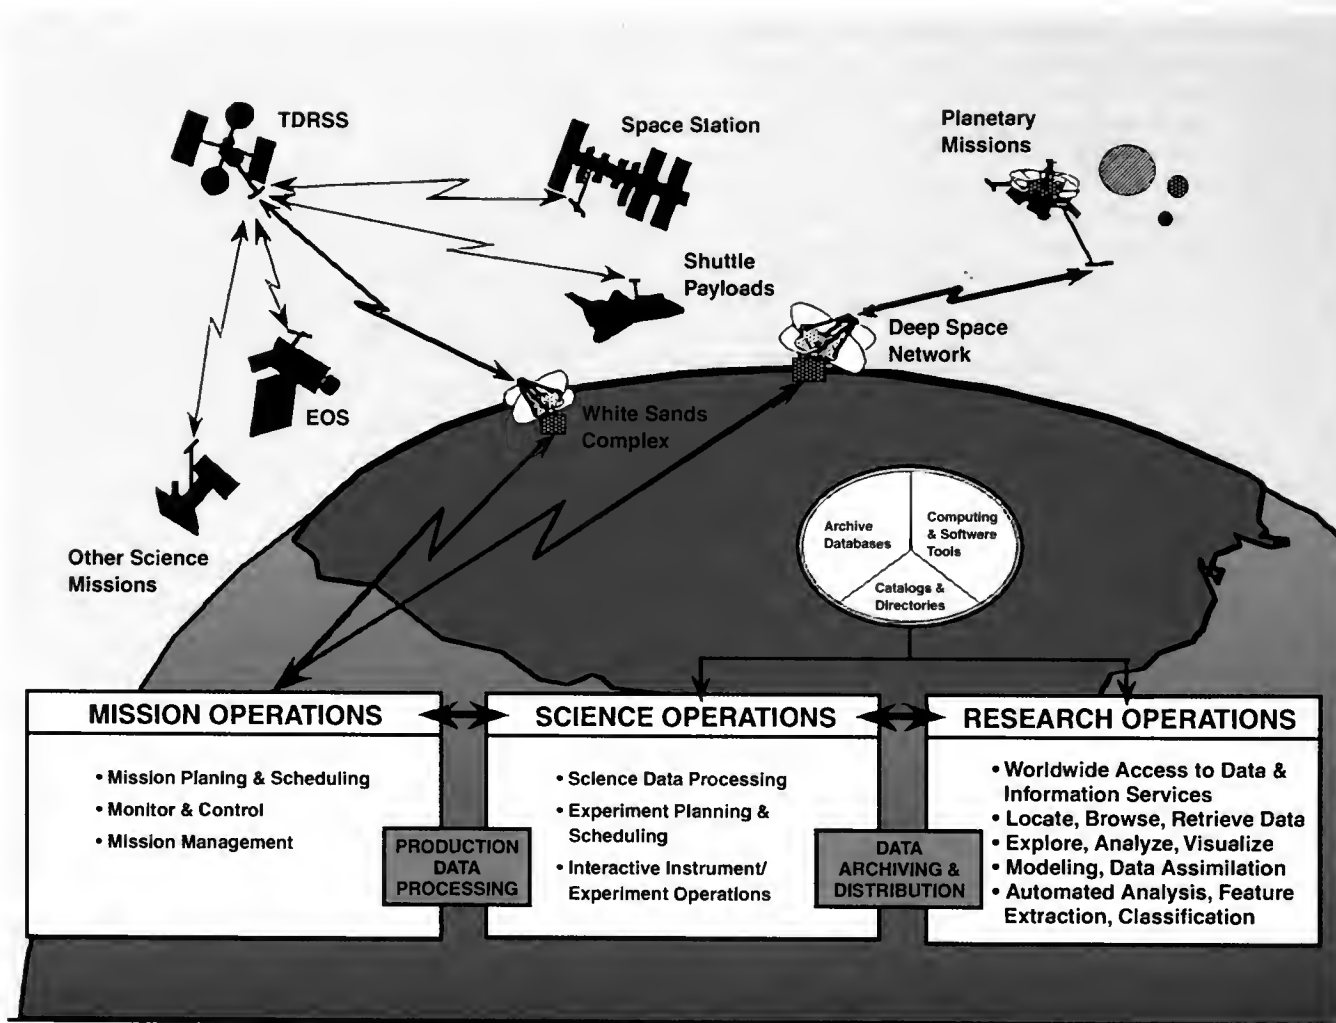 TDRSS
Space Station
Planetary
Missions
Shuttle
Payloads
Deep Space
Network
EOS
White Sands
Complex
Other Science
Missions
Archive
Databases
Computing
& Software
Tools
Catalogs &
Directories
MISSION OPERATIONS
• Mission Planing & Scheduling
• Monitor & Control
• Mission Management
PRODUCTION
DATA
PROCESSING
SCIENCE OPERATIONS
• Science Data Processing
• Experiment Planning &
Scheduling
• Interactive Instrument/
Experiment Operations
DATA
ARCHIVING &
DISTRIBUTION
RESEARCH OPERATIONS
• Worldwide Access to Data &
Information Services
• Locate, Browse, Retrieve Data
• Explore, Analyze, Visualize
• Modeling, Data Assimilation
• Automated Analysis, Feature
Extraction, Classification